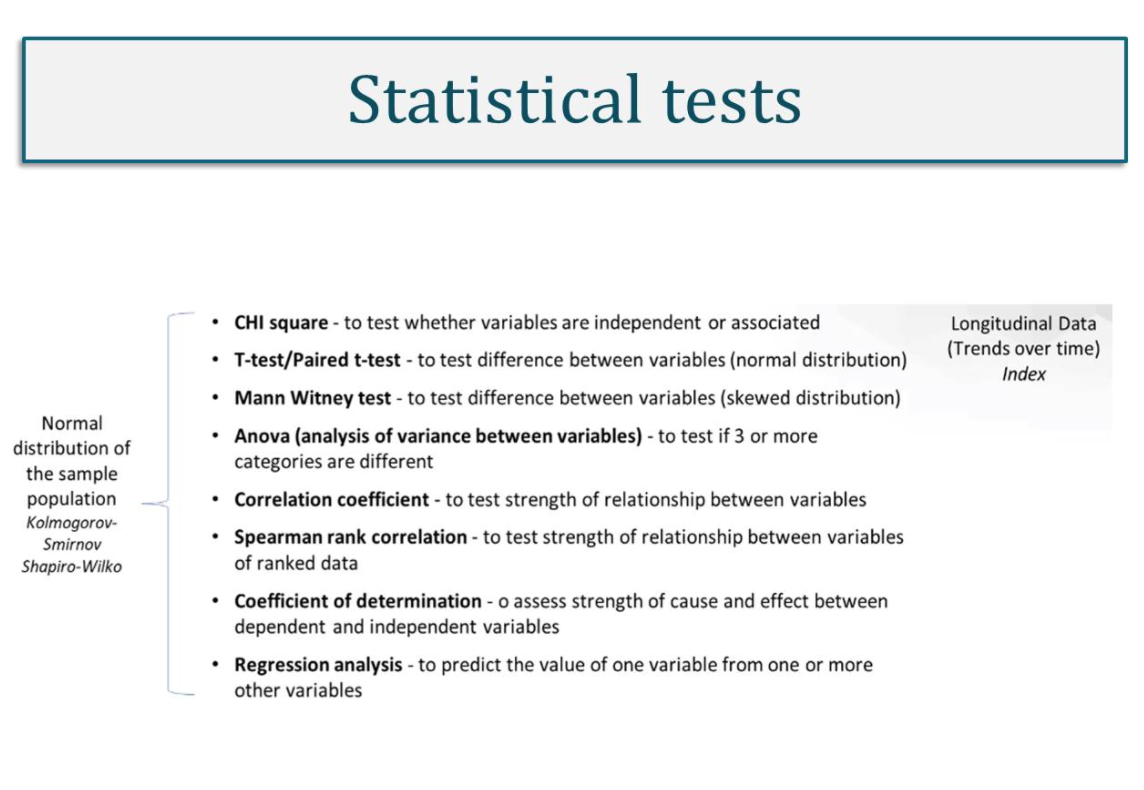 Statistical tests
Normal
distribution of
the sample
population
Kolmogorov-
Smirnov
Shapiro-Wilko
• CHI square - to test whether variables are independent or associated
• T-test/Paired t-test - to test difference between variables (normal distribution)
• Mann Witney test - to test difference between variables (skewed distribution)
• Anova (analysis of variance between variables) - to test if 3 or more
categories are different
• Correlation coefficient - to test strength of relationship between variables
• Spearman rank correlation - to test strength of relationship between variables
of ranked data
• Coefficient of determination - o assess strength of cause and effect between
dependent and independent variables
• Regression analysis - to predict the value of one variable from one or more
other variables
Longitudinal Data
(Trends over time)
Index